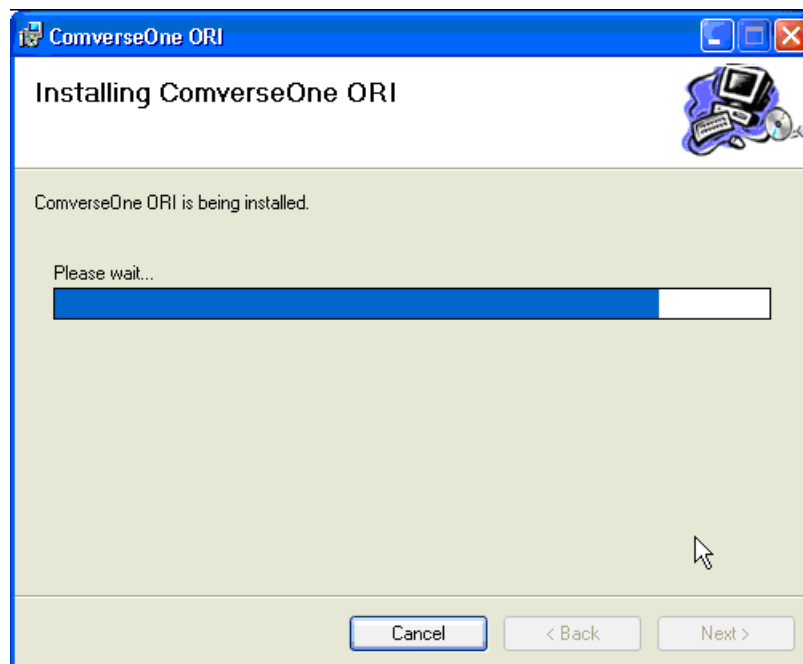 ComverseOne ORI
Installing ComverseOne ORI
ComverseOne ORI is being installed.
Please wait...
Cancel
< Back
Next >